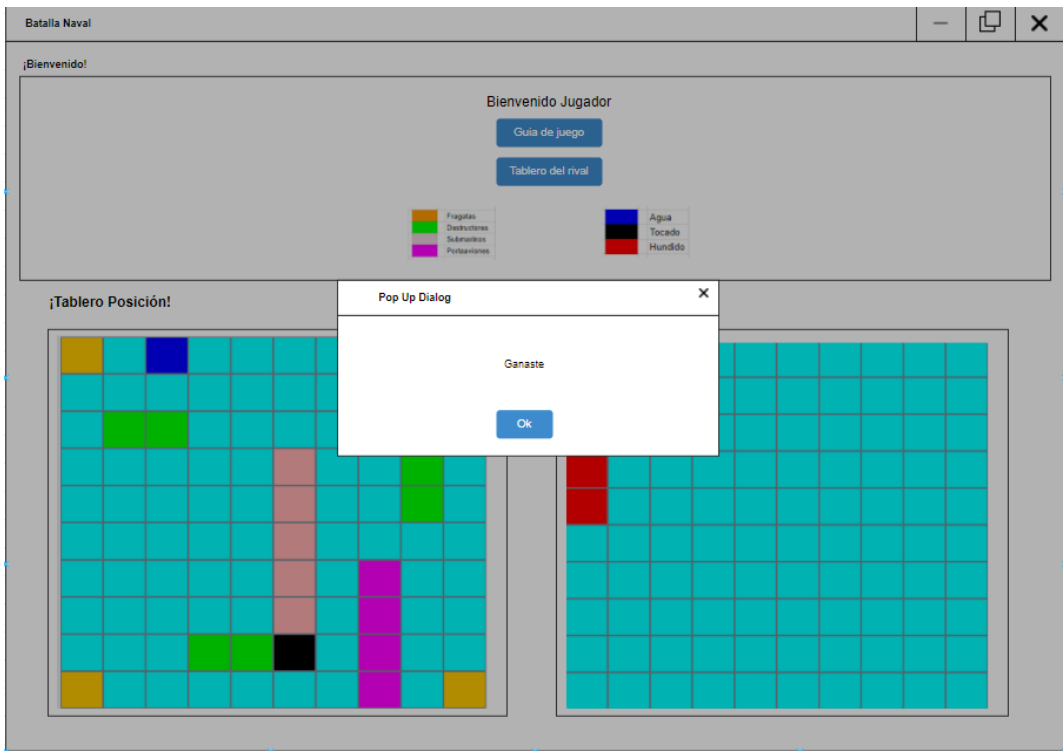 Batalla Naval
¡Bienvenido!
Bienvenido Jugador
Guia de juego
Tablero del rival
Fragatas
Destructores
Submarinos
Portaaviones
Agua
Tocado
Hundido
¡Tablero Posición!
Pop Up Dialog
Ganaste
Ok